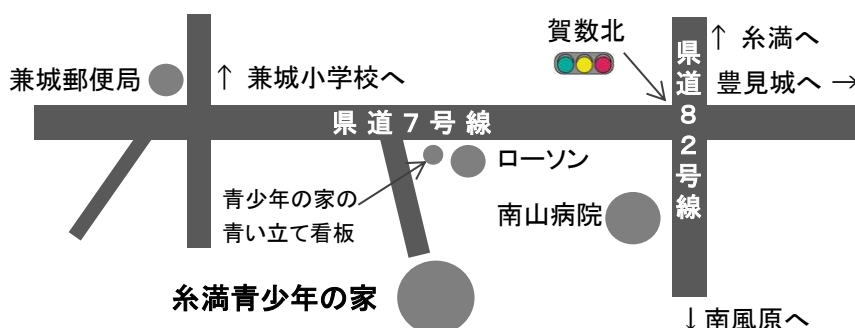 賀数北
↑ 糸満へ
兼城郵便局
↑ 兼城小学校へ
豊見城へ →
県道82号線
県道7号線
ローソン
青少年の家の
青い立て看板
南山病院
糸満青少年の家
↓南風原へ